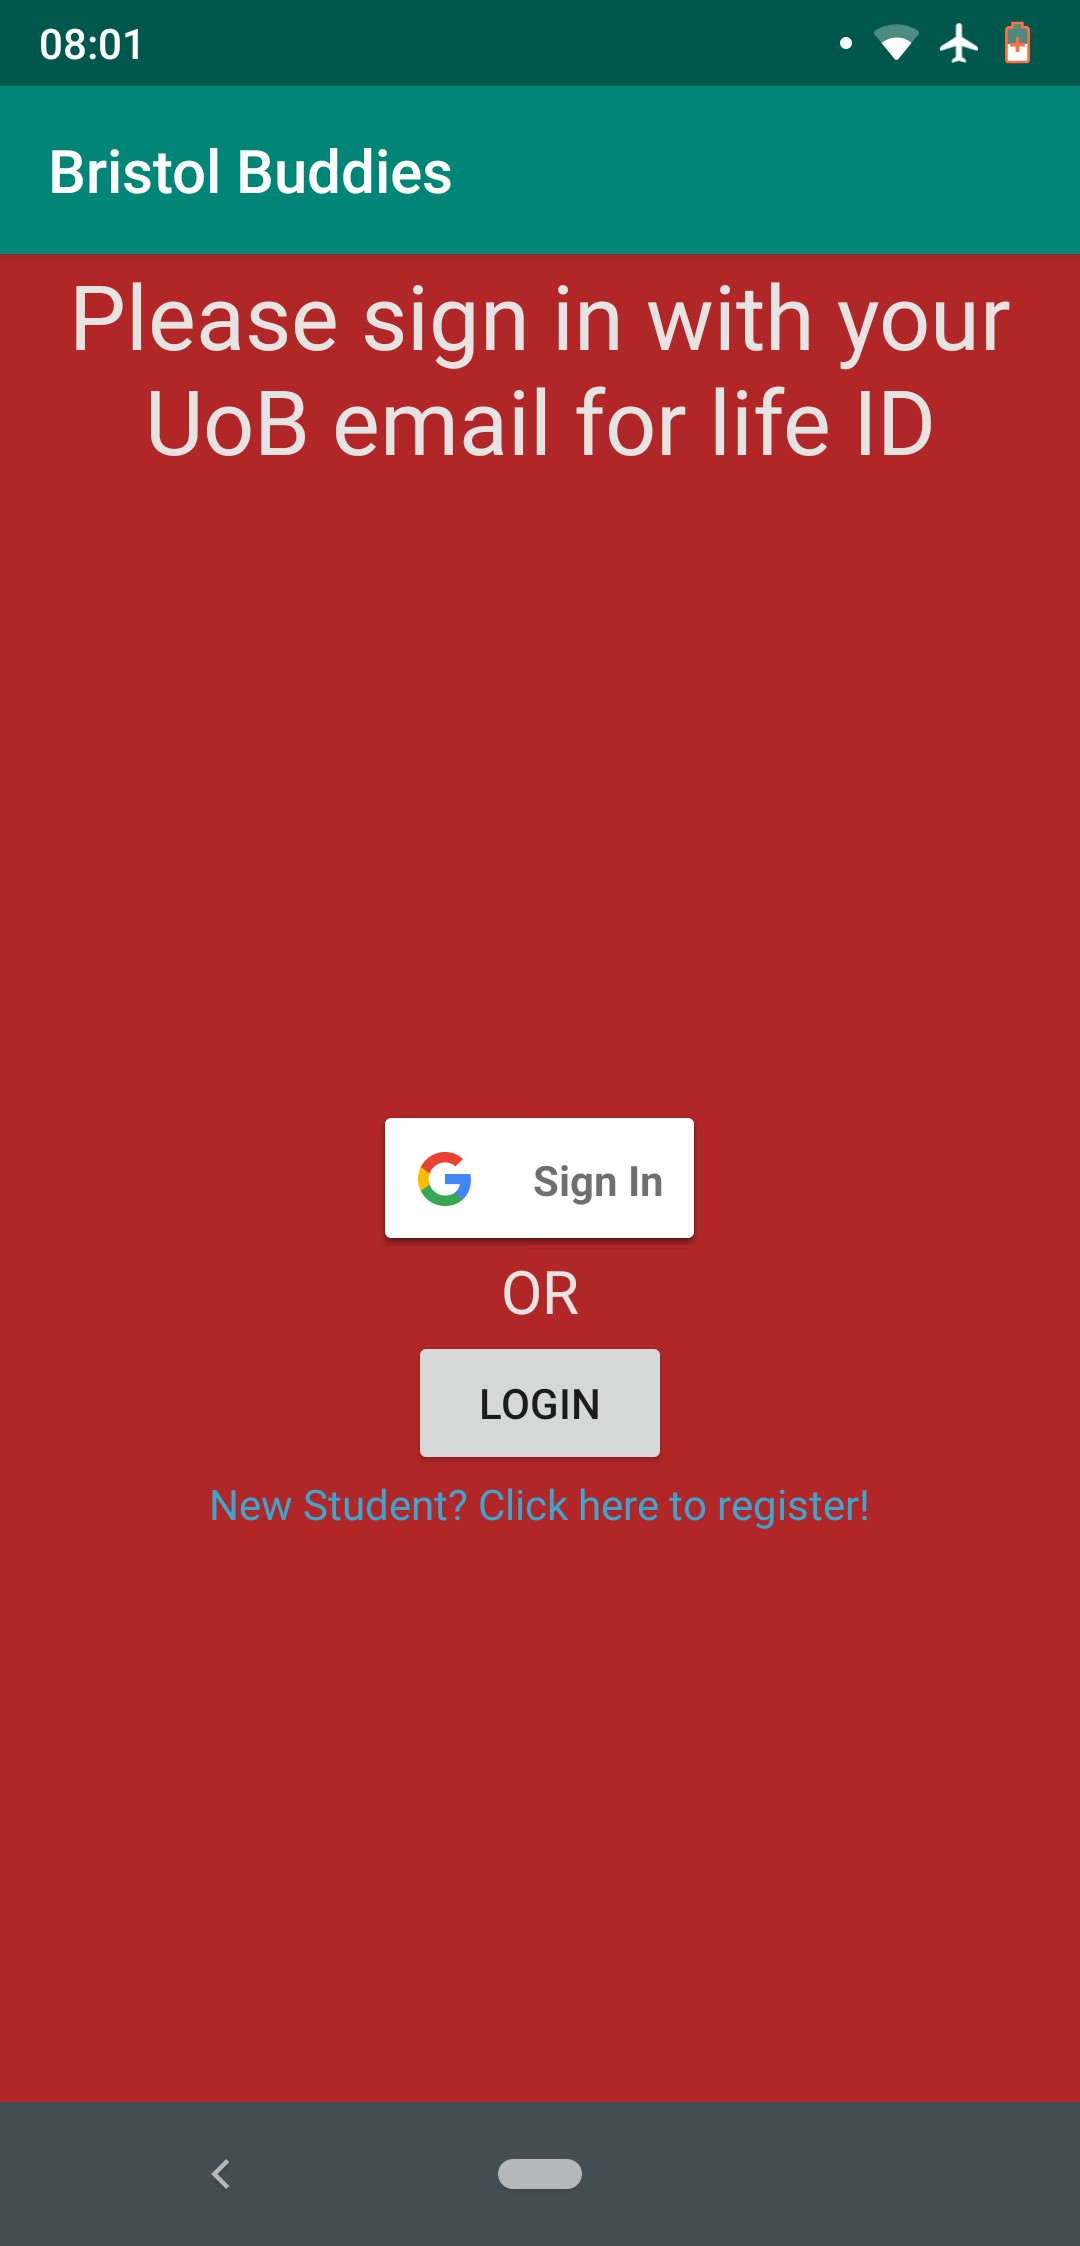 08:01
Bristol Buddies
Please sign in with your
UoB email for life ID
Sign In
OR
LOGIN
New Student? Click here to register!